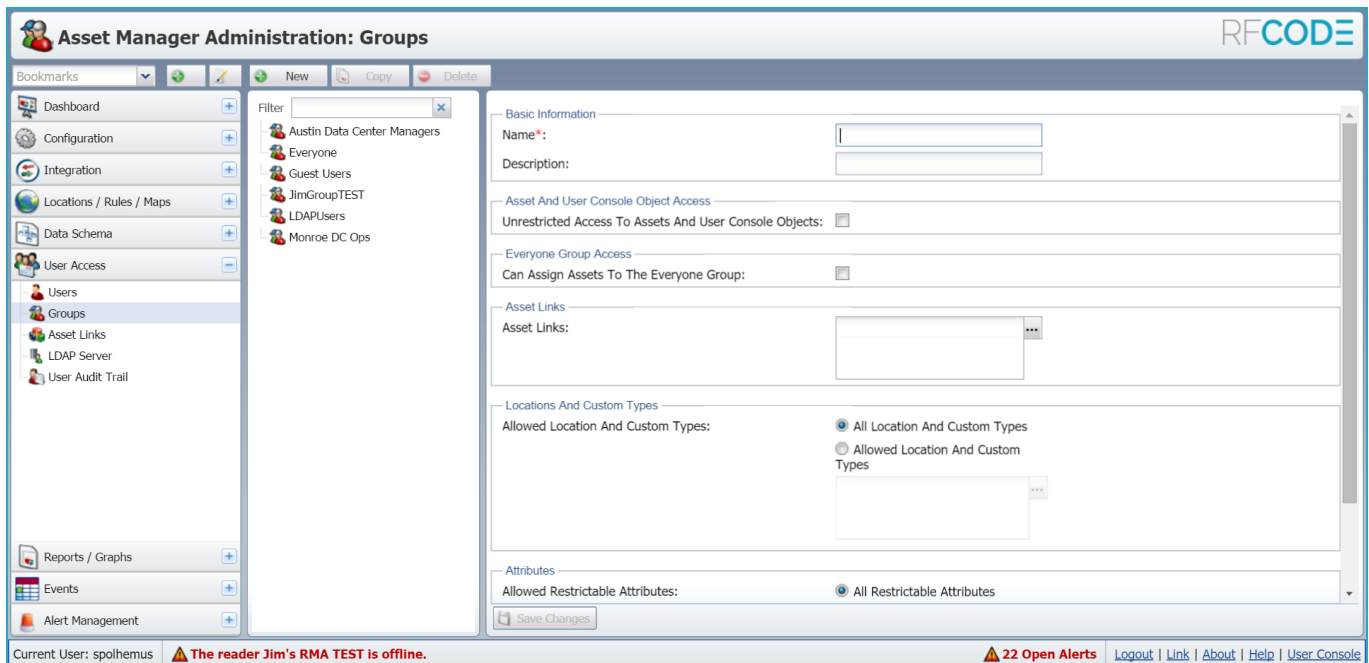 Asset Manager Administration: Groups
RFCODE
Bookmarks
New
Copy
Delete
Dashboard
Configuration
Integration
Locations / Rules / Maps
Data Schema
User Access
Users
Groups
Asset Links
LDAP Server
User Audit Trail
Reports / Graphs
Events
Alert Management
Filter
Austin Data Center Managers
Everyone
Guest Users
JimGroupTEST
LDAPUsers
Monroe DC Ops
Basic Information
Name*:
Description:
Asset And User Console Object Access
Unrestricted Access To Assets And User Console Objects:
Everyone Group Access
Can Assign Assets To The Everyone Group:
Asset Links
Asset Links:
...
Locations And Custom Types
Allowed Location And Custom Types:
All Location And Custom Types
Allowed Location And Custom
Types
...
Attributes
Allowed Restrictable Attributes:
All Restrictable Attributes
Save Changes
Current User: spolhemus
The reader Jim's RMA TEST is offline.
22 Open Alerts
Logout | Link | About | Help | User Console